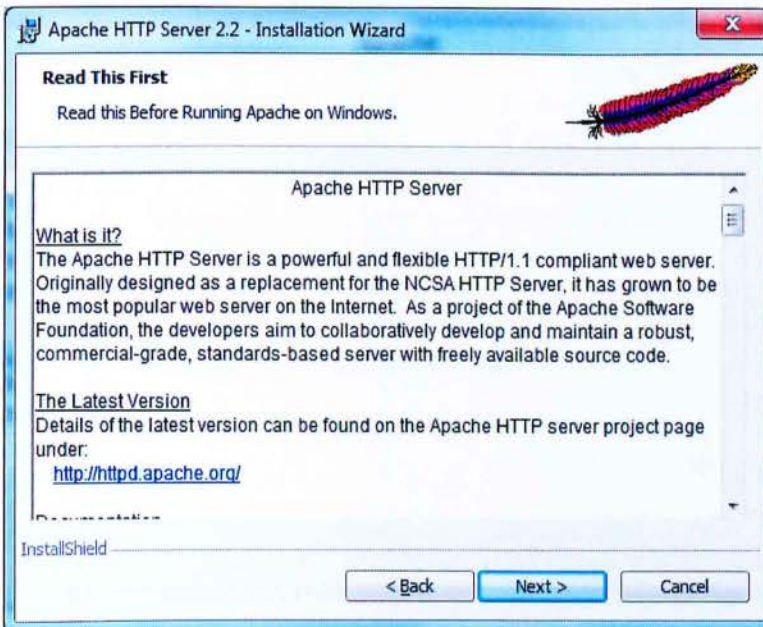 Apache HTTP Server 2.2 - Installation Wizard
Read This First
Read this Before Running Apache on Windows.
Apache HTTP Server
What is it?
The Apache HTTP Server is a powerful and flexible HTTP/1.1 compliant web server.
Originally designed as a replacement for the NCSA HTTP Server, it has grown to be
the most popular web server on the Internet. As a project of the Apache Software
Foundation, the developers aim to collaboratively develop and maintain a robust,
commercial-grade, standards-based server with freely available source code.
The Latest Version
Details of the latest version can be found on the Apache HTTP server project page
under:
http://httpd.apache.org/
Documentation
InstallShield
< Back
Next >
Cancel